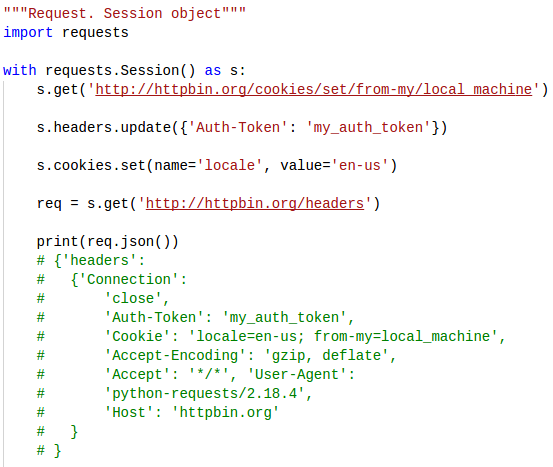 """Request. Session object"""
import requests
with requests.Session() as s:
s.get('http://httpbin.org/cookies/set/from-my/local_machine')
s.headers.update({'Auth-Token': 'my_auth_token'})
s.cookies.set(name='locale', value='en-us')
req = s.get('http://httpbin.org/headers')
print(req.json())
# {'headers':
#   {'Connection':
#       'close',
#       'Auth-Token': 'my_auth_token',
#       'Cookie': 'locale=en-us; from-my=local_machine',
#       'Accept-Encoding': 'gzip, deflate',
#       'Accept': '*/*', 'User-Agent':
#       'python-requests/2.18.4',
#       'Host': 'httpbin.org'
#   }
# }